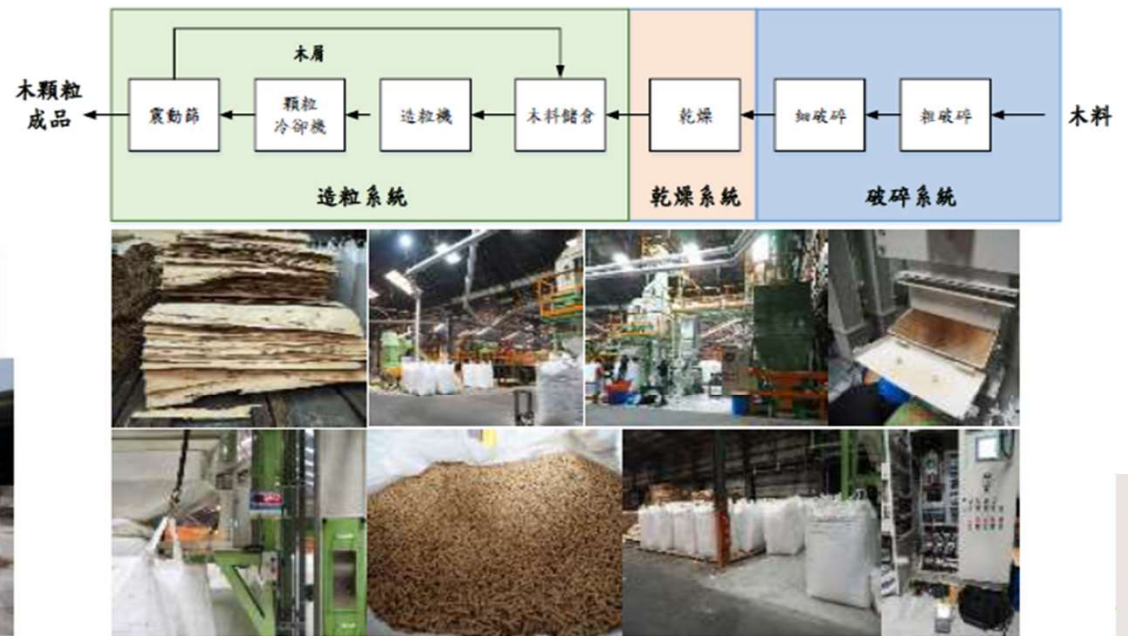 木屑
木顆粒
成品
震動篩
顆粒
冷卻機
造粒機
木料儲倉
乾燥
細破碎
粗破碎
木料
造粒系統
乾燥系統
破碎系統